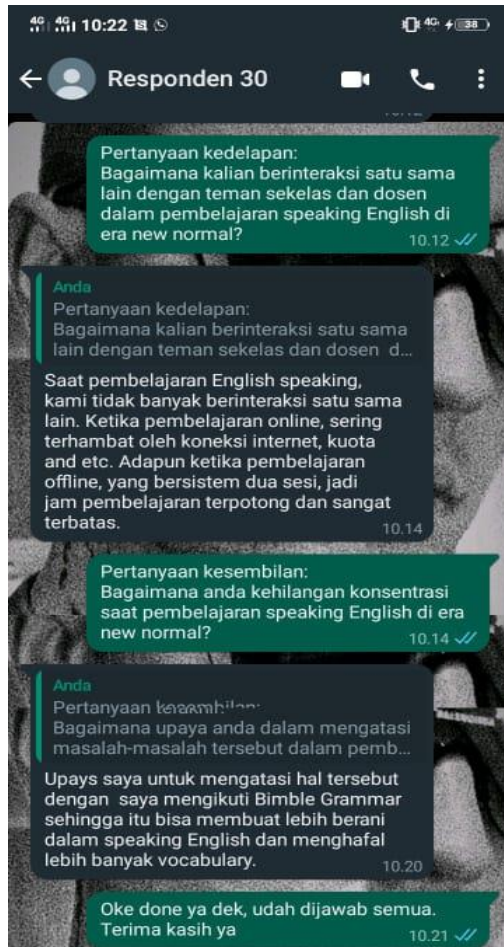 4G 4G 10:22 4G 38
Responden 30
Pertanyaan kedelapan:
Bagaimana kalian berinteraksi satu sama
lain dengan teman sekelas dan dosen
dalam pembelajaran speaking English di
era new normal?
10.12
Anda
Pertanyaan kedelapan:
Bagaimana kalian berinteraksi satu sama
lain dengan teman sekelas dan dosen d...
Saat pembelajaran English speaking,
kami tidak banyak berinteraksi satu sama
lain. Ketika pembelajaran online, sering
terhambat oleh koneksi internet, kuota
and etc. Adapun ketika pembelajaran
offline, yang bersistem dua sesi, jadi
jam pembelajaran terpotong dan sangat
terbatas.
10.14
Pertanyaan kesembilan:
Bagaimana anda kehilangan konsentrasi
saat pembelajaran speaking English di era
new normal?
10.14
Anda
Pertanyaan
Bagaimana upaya anda dalam mengatasi
masalah-masalah tersebut dalam pemb...
Upays saya untuk mengatasi hal tersebut
dengan saya mengikuti Bimble Grammar
sehingga itu bisa membuat lebih berani
dalam speaking English dan menghafal
lebih banyak vocabulary.
10.20
Oke done ya dek, udah dijawab semua.
Terima kasih ya
10.21